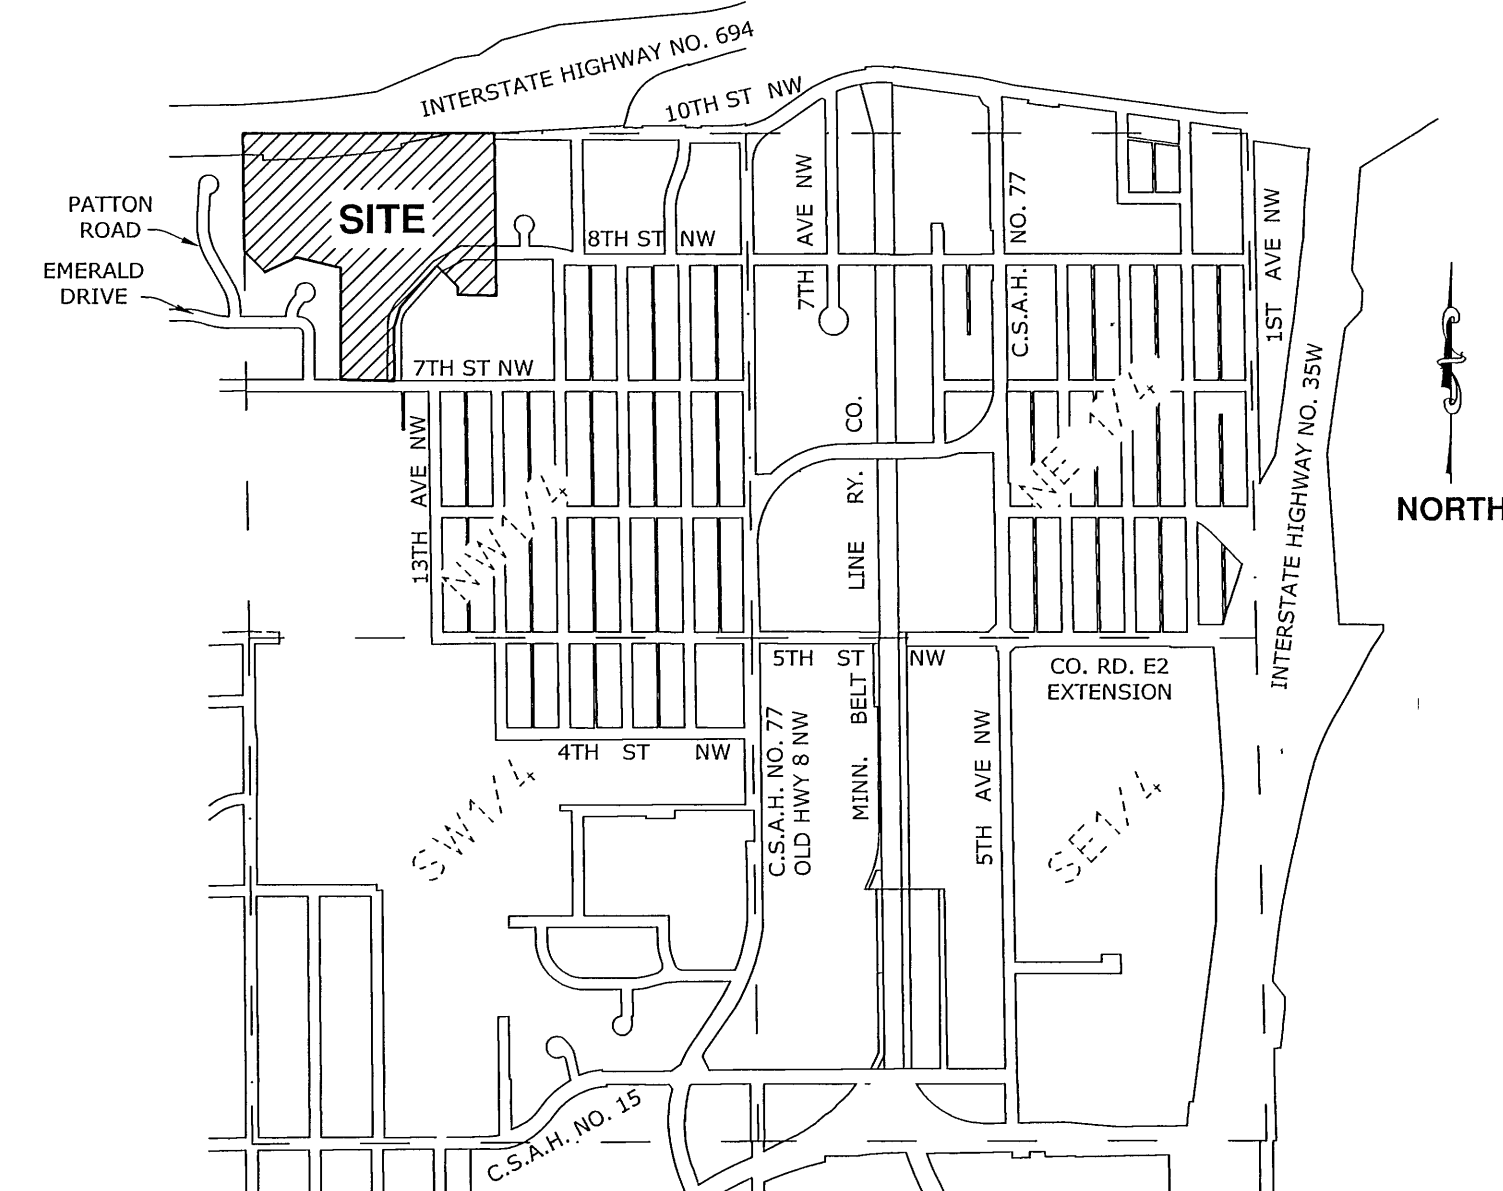 INTERSTATE HIGHWAY NO. 694
10TH ST NW
PATTON
ROAD
EMERALD
DRIVE
SITE
8TH ST NW
7TH AVE NW
C.S.A.H. NO. 77
1ST AVE NW
7TH ST NW
13TH AVE NW
NW1/4
NE1/4
INTERSTATE HIGHWAY NO. 35W
NORTH
MINN. BELT LINE RY. CO.
5TH ST NW
CO. RD. E2
EXTENSION
4TH ST NW
C.S.A.H. NO. 77
OLD HWY 8 NW
5TH AVE NW
SW1/4
SE1/4
C.S.A.H. NO. 15